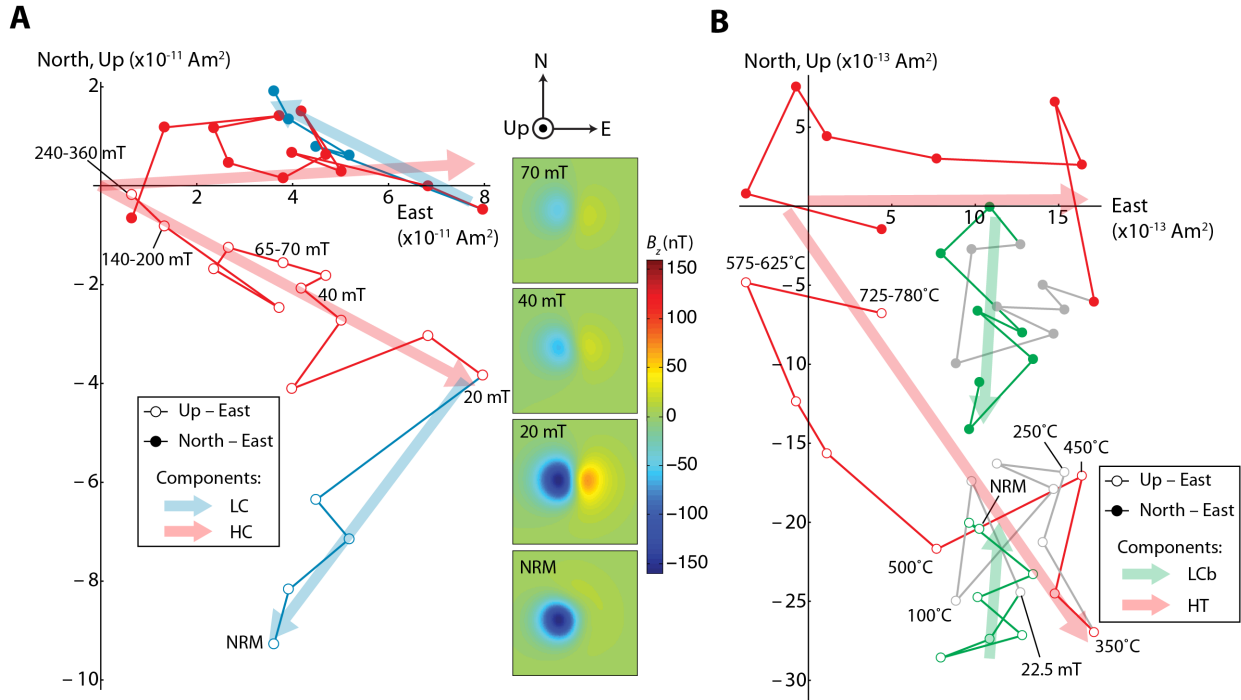 A
North, Up (x10⁻¹¹ Am²)
2
240-360 mT
2
4
6
8
East
(x10⁻¹¹ Am²)
65-70 mT
140-200 mT
− 2
40 mT
− 4
20 mT
Up – East
North – East
Components:
LC
HC
− 6
− 8
NRM
− 10
N
Up
E
70 mT
40 mT
20 mT
NRM
Bz (nT)
150
100
50
0
−50
−100
−150
B
North, Up (x10⁻¹³ Am²)
5
5
10
15
East
(x10⁻¹³ Am²)
575-625˚C
− 5
725-780˚C
− 10
− 15
250˚C
450˚C
NRM
− 20
500˚C
100˚C
− 25
350˚C
22.5 mT
− 30
Up – East
North – East
Components:
LCb
HT